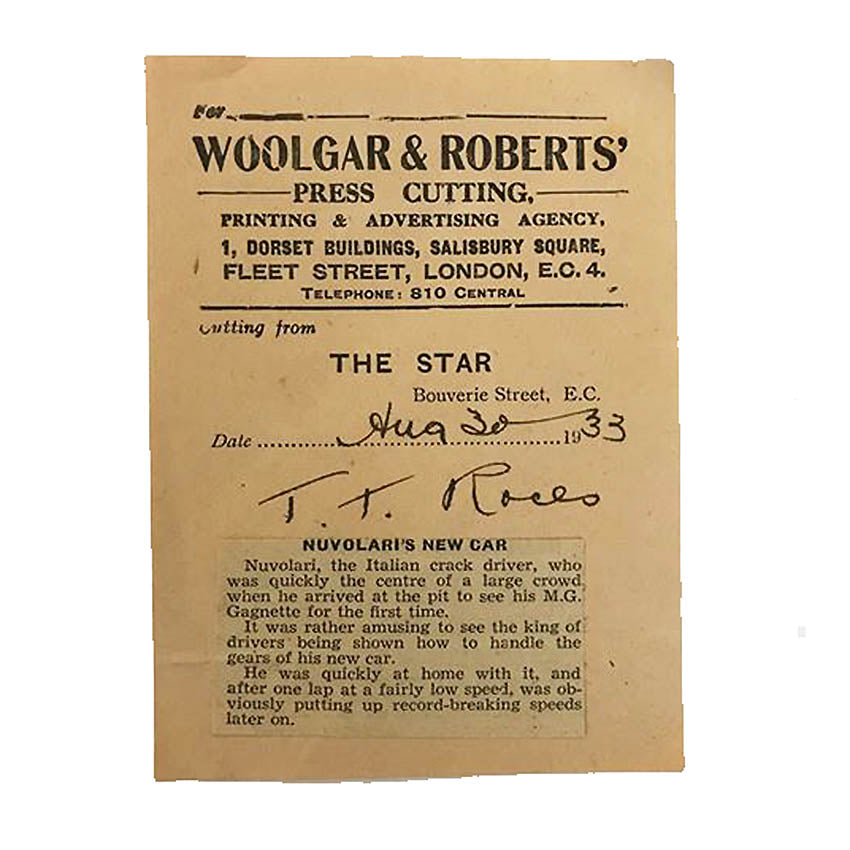 For
WOOLGAR & ROBERTS'
PRESS CUTTING,
PRINTING & ADVERTISING AGENCY,
1, DORSET BUILDINGS, SALISBURY SQUARE,
FLEET STREET, LONDON, E.C. 4.
TELEPHONE: 810 CENTRAL
Cutting from
THE STAR
Bouverie Street, E.C.
Date Aug 30 1933
T. T. Races
NUVOLARI'S NEW CAR
Nuvolari, the Italian crack driver, who
was quickly the centre of a large crowd
when he arrived at the pit to see his M.G.
Gagnette for the first time.
It was rather amusing to see the king of
drivers being shown how to handle the
gears of his new car.
He was quickly at home with it, and
after one lap at a fairly low speed, was ob-
viously putting up record-breaking speeds
later on.